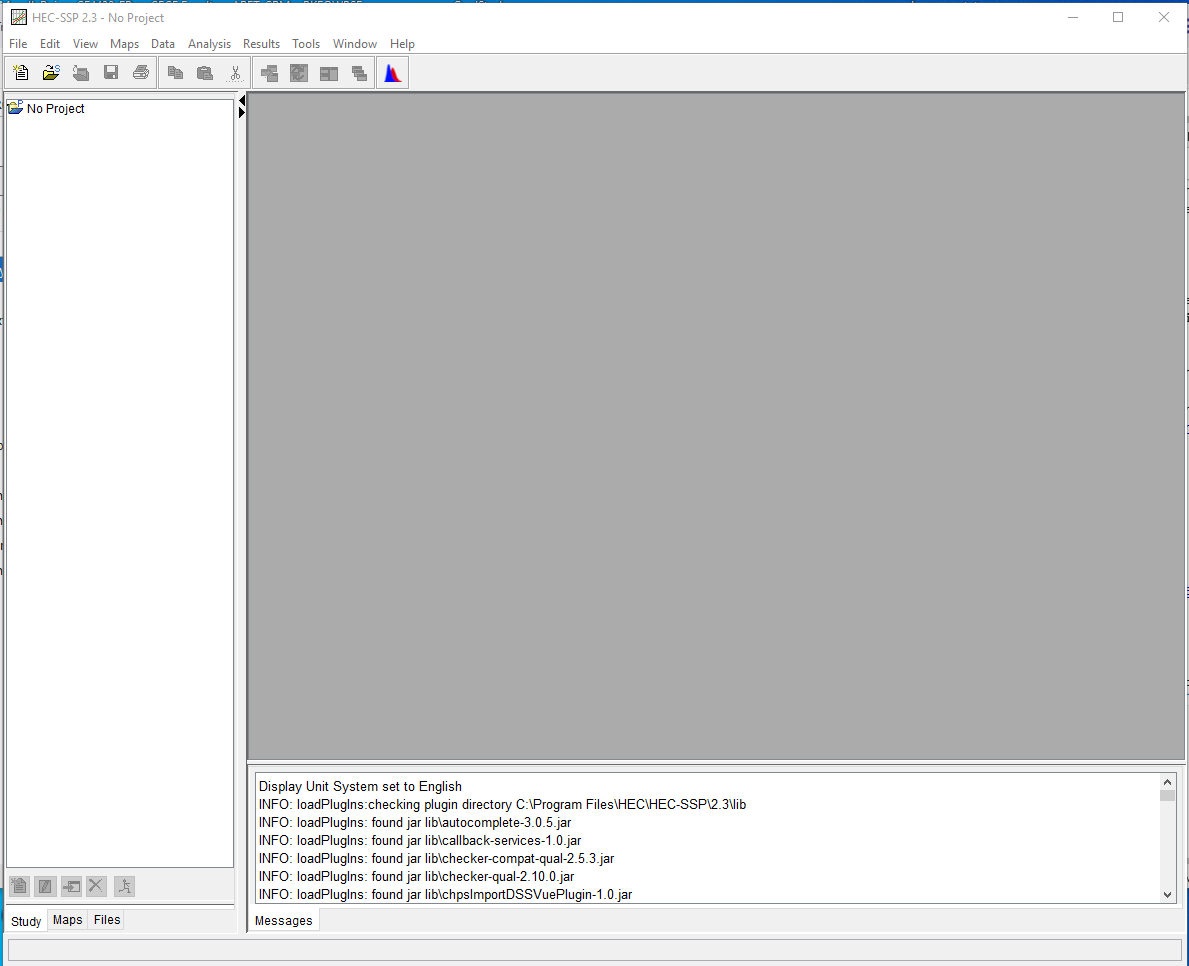 HEC-SSP 2.3 - No Project
File Edit View Maps Data Analysis Results Tools Window Help
No Project
Display Unit System set to English
INFO: loadPlugIns:checking plugin directory C:\Program Files\HEC\HEC-SSP\2.3\lib
INFO: loadPlugIns: found jar lib\autocomplete-3.0.5.jar
INFO: loadPlugIns: found jar lib\callback-services-1.0.jar
INFO: loadPlugIns: found jar lib\checker-compat-qual-2.5.3.jar
INFO: loadPlugIns: found jar lib\checker-qual-2.10.0.jar
INFO: loadPlugIns: found jar lib\chpsImportDSSVuePlugin-1.0.jar
Study Maps Files
Messages